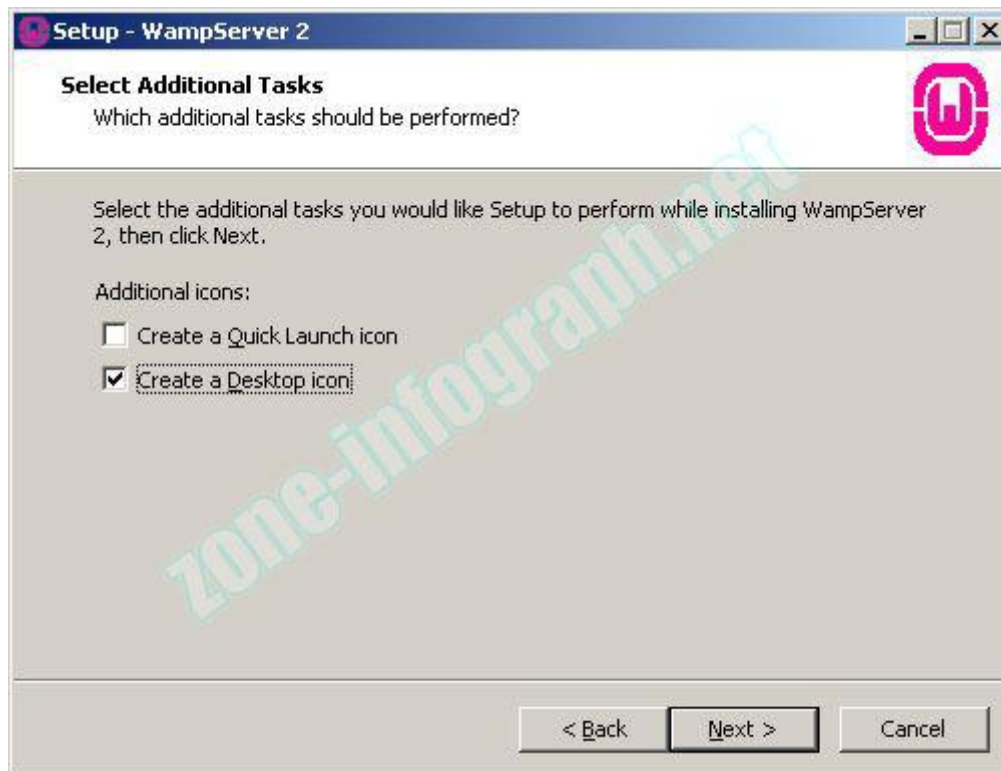 Setup - WampServer 2
Select Additional Tasks
Which additional tasks should be performed?
Select the additional tasks you would like Setup to perform while installing WampServer
2, then click Next.
Additional icons:
Create a Quick Launch icon
Create a Desktop icon
zone-infograph.net
< Back
Next >
Cancel